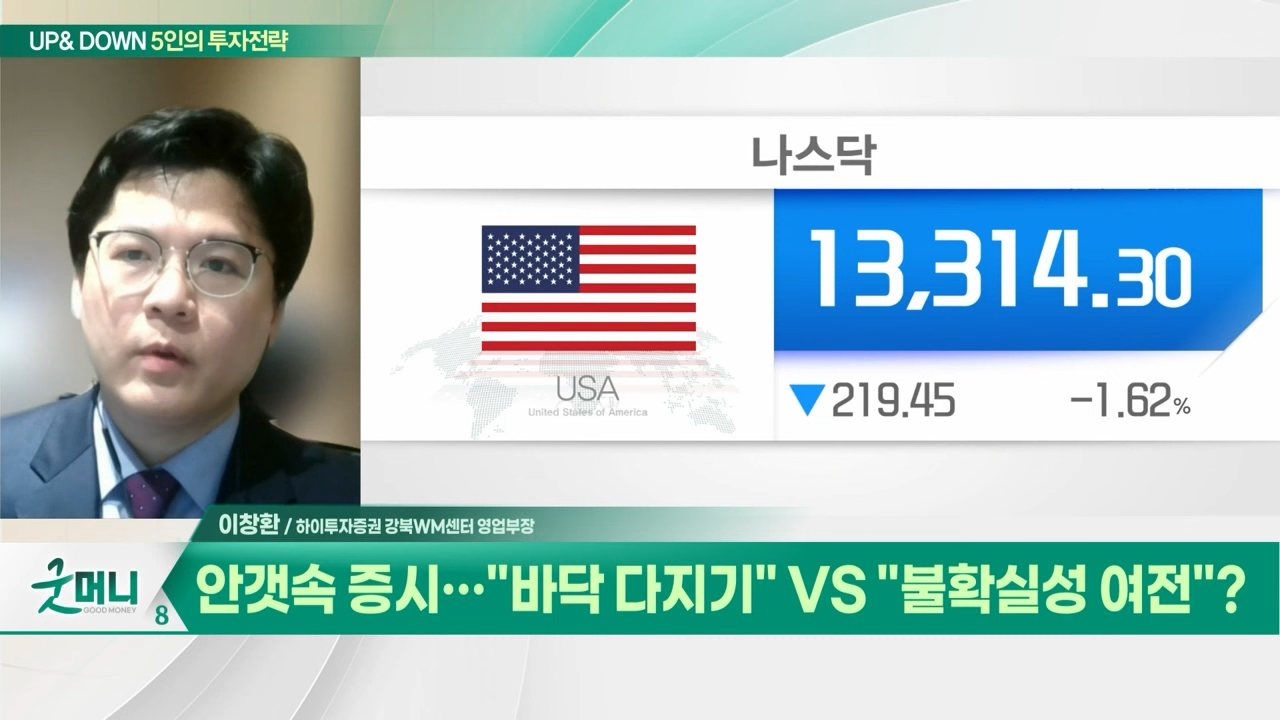 UP& DOWN 5인의 투자전략
나스닥
USA
United States of America
13,314.30
▼219.45 -1.62%
이창환 / 하이투자증권 강북WM센터 영업부장
굿머니
GOOD MONEY
8
안갯속 증시…"바닥 다지기" VS "불확실성 여전"?